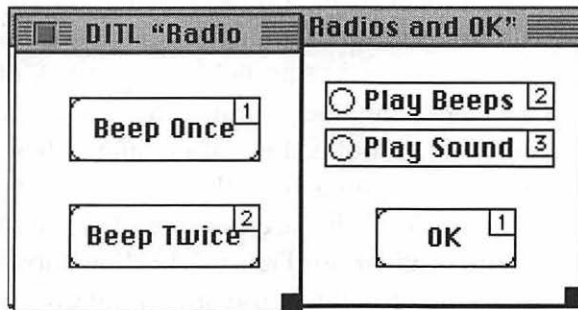 DITL “Radio
Beep Once 1
Beep Twice 2
Radios and OK”
Play Beeps 2
Play Sound 3
OK 1